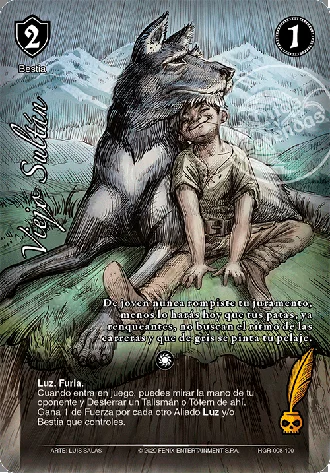 2
1
Bestia
Viejo Sultán
De joven nunca rompiste tu juramento,
menos lo harás hoy que tus patas, ya
renqueantes, no buscan el ritmo de las
carreras y que de gris se pinta tu pelaje.
Luz. Furia.
Cuando entra en juego, puedes mirar la mano de tu
oponente y Desterrar un Talismán o Tótem de ahí.
Gana 1 de Fuerza por cada otro Aliado Luz y/o
Bestia que controles.
ARTE: LUIS SALAS
© 2020 FENIX ENTERTAINMENT S.P.A.